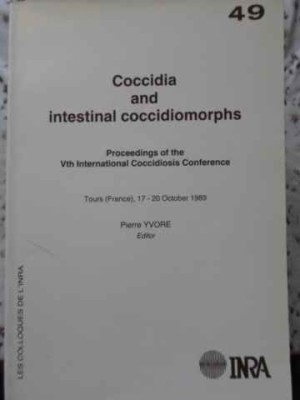 49
Coccidia
and
intestinal coccidiomorphs
Proceedings of the
Vth International Coccidiosis Conference
Tours (France), 17 - 20 October 1989
Pierre YVORE
Editor
LES COLLOQUES DE L'INRA
INRA